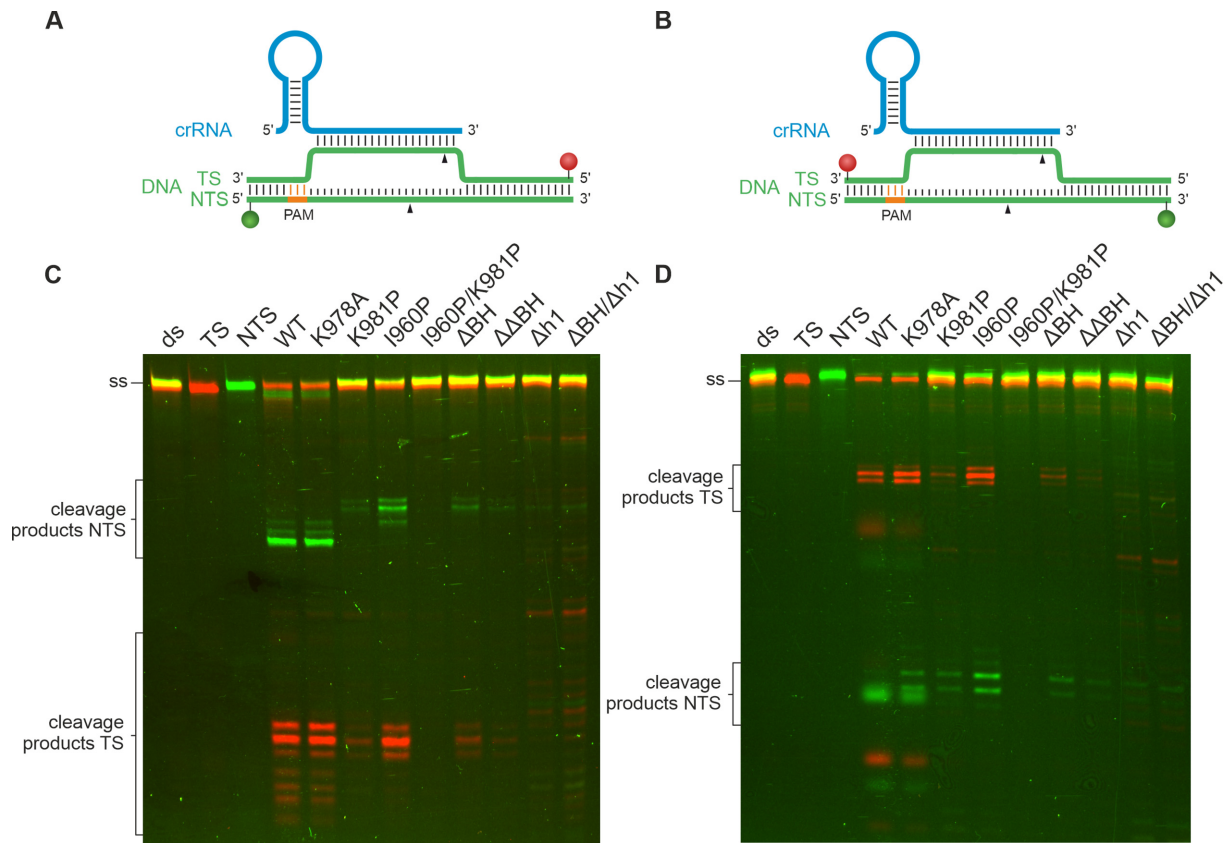 A
crRNA
5'
3'
DNA
TS
3'
5'
NTS
5'
3'
PAM
B
crRNA
5'
3'
DNA
TS
3'
5'
NTS
5'
3'
PAM
C
ds
TS
NTS
WT
K978A
K981P
I960P
I960P/K981P
ΔBH
ΔΔBH
Δh1
ΔBH/Δh1
ss
cleavage
products NTS
cleavage
products TS
D
ds
TS
NTS
WT
K978A
K981P
I960P
I960P/K981P
ΔBH
ΔΔBH
Δh1
ΔBH/Δh1
ss
cleavage
products TS
cleavage
products NTS